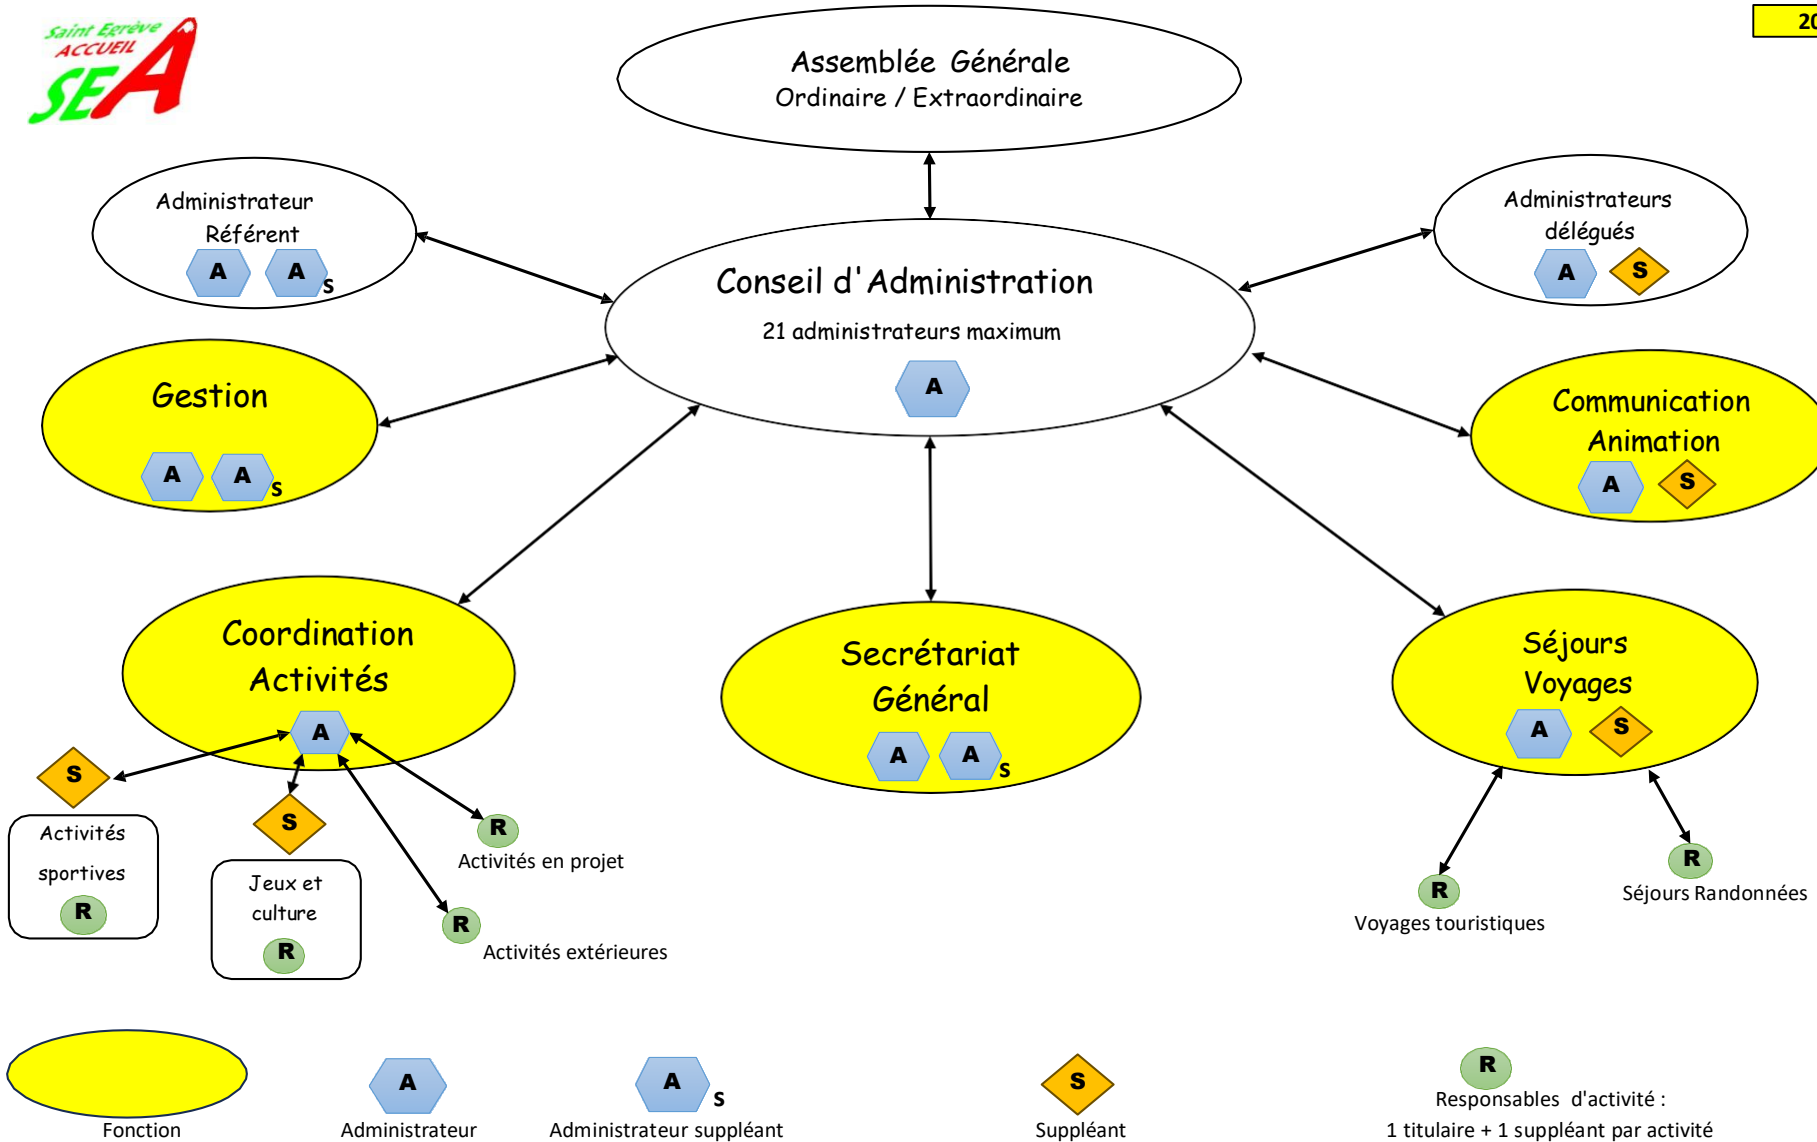 Saint Egrève
ACCUEIL
SEA
20
Assemblée Générale
Ordinaire / Extraordinaire
Administrateur
Référent
A
A
s
Administrateurs
délégués
A
S
Conseil d'Administration
21 administrateurs maximum
A
Gestion
A
A
s
Communication
Animation
A
S
Coordination
Activités
A
Secrétariat
Général
A
A
s
Séjours
Voyages
A
S
S
Activités
sportives
R
S
Jeux et
culture
R
R
Activités en projet
R
Activités extérieures
R
Voyages touristiques
R
Séjours Randonnées
Fonction
A
Administrateur
A
s
Administrateur suppléant
S
Suppléant
R
Responsables d'activité :
1 titulaire + 1 suppléant par activité